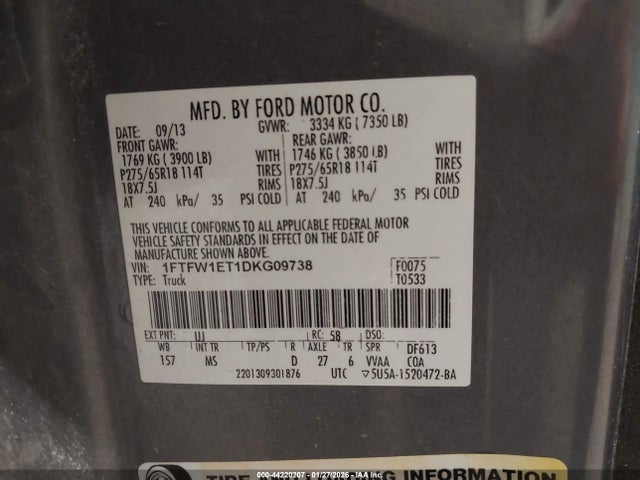 MFD. BY FORD MOTOR CO.
DATE: 09/13 GVWR: 3334 KG ( 7350 LB)
FRONT GAWR: REAR GAWR:
1769 KG ( 3900 LB) WITH 1746 KG ( 3850 LB) WITH
P275/65R18 114T TIRES P275/65R18 114T TIRES
18X7.5J RIMS 18X7.5J RIMS
AT 240 kPa/ 35 PSI COLD AT 240 kPa/ 35 PSI COLD
THIS VEHICLE CONFORMS TO ALL APPLICABLE FEDERAL MOTOR
VEHICLE SAFETY STANDARDS IN EFFECT ON THE DATE OF
MANUFACTURE SHOWN ABOVE.
VIN: 1FTFW1ET1DKG09738 F0075
TYPE: Truck T0533
EXT PNT: UJ RC: 58 DSO:
WB INT TR TP/PS R AXLE TR SPR DF613
157 MS D 27 6 VVAA COA
2201309301876 UTC ▽5U5A-1520472-BA
TIRE INFORMATION
000-44220207 - 01/27/2026 - IAA Inc.